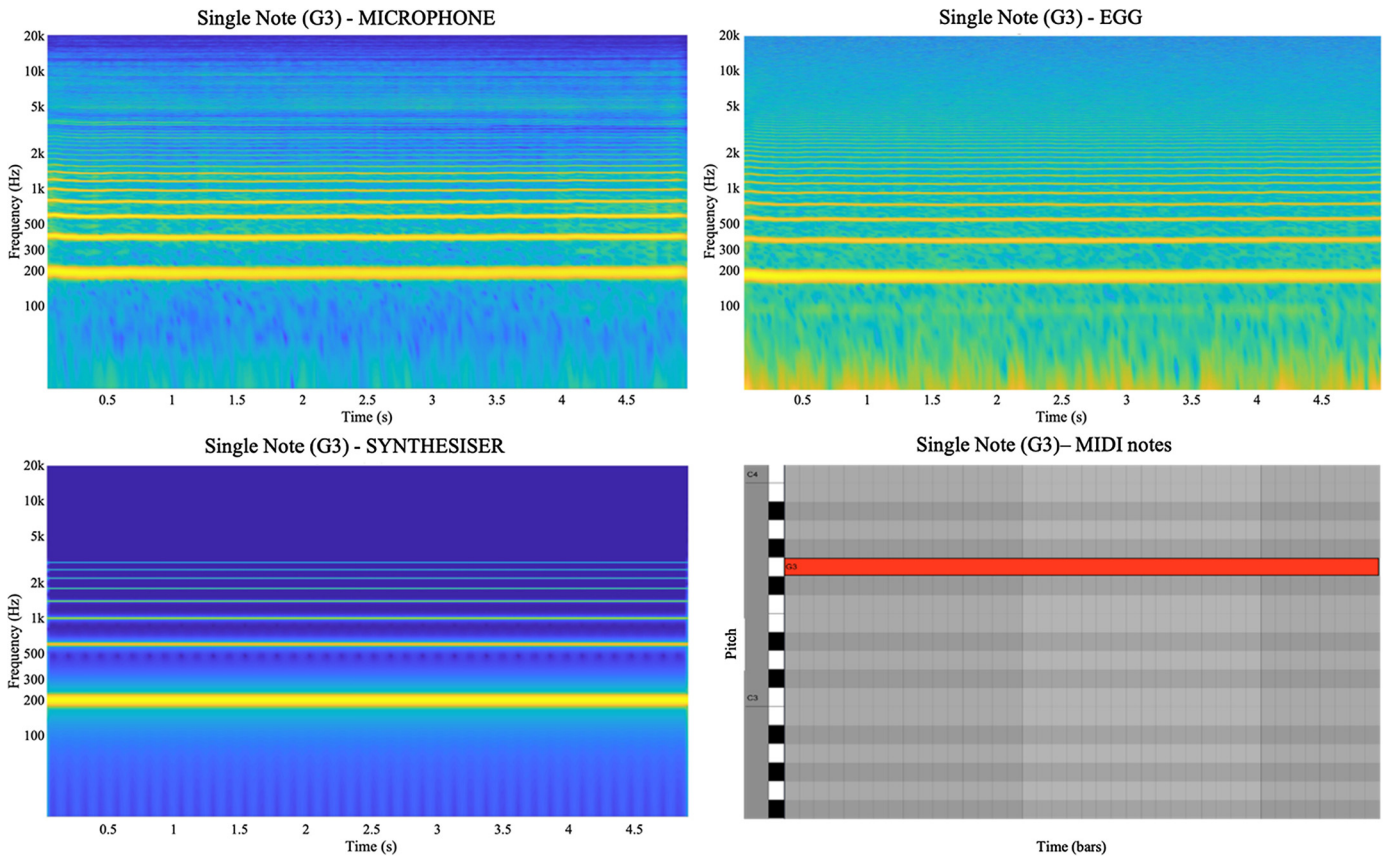 Single Note (G3) - MICROPHONE
20k
10k
5k
2k
1k
500
300
200
100
Frequency (Hz)
0.5 1 1.5 2 2.5 3 3.5 4 4.5
Time (s)
Single Note (G3) - EGG
20k
10k
5k
2k
1k
500
300
200
100
Frequency (Hz)
0.5 1 1.5 2 2.5 3 3.5 4 4.5
Time (s)
Single Note (G3) - SYNTHESISER
20k
10k
5k
2k
1k
500
300
200
100
Frequency (Hz)
0.5 1 1.5 2 2.5 3 3.5 4 4.5
Time (s)
Single Note (G3)– MIDI notes
C4
G3
C3
Pitch
Time (bars)